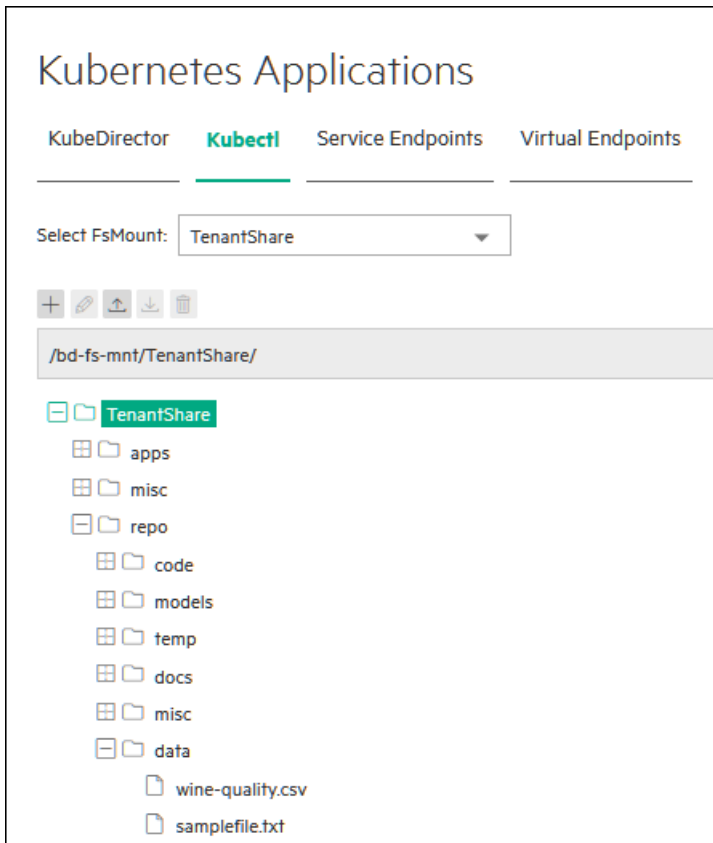 Kubernetes Applications
KubeDirector Kubectl Service Endpoints Virtual Endpoints
Select FsMount: TenantShare
/bd-fs-mnt/TenantShare/
TenantShare
apps
misc
repo
code
models
temp
docs
misc
data
wine-quality.csv
samplefile.txt